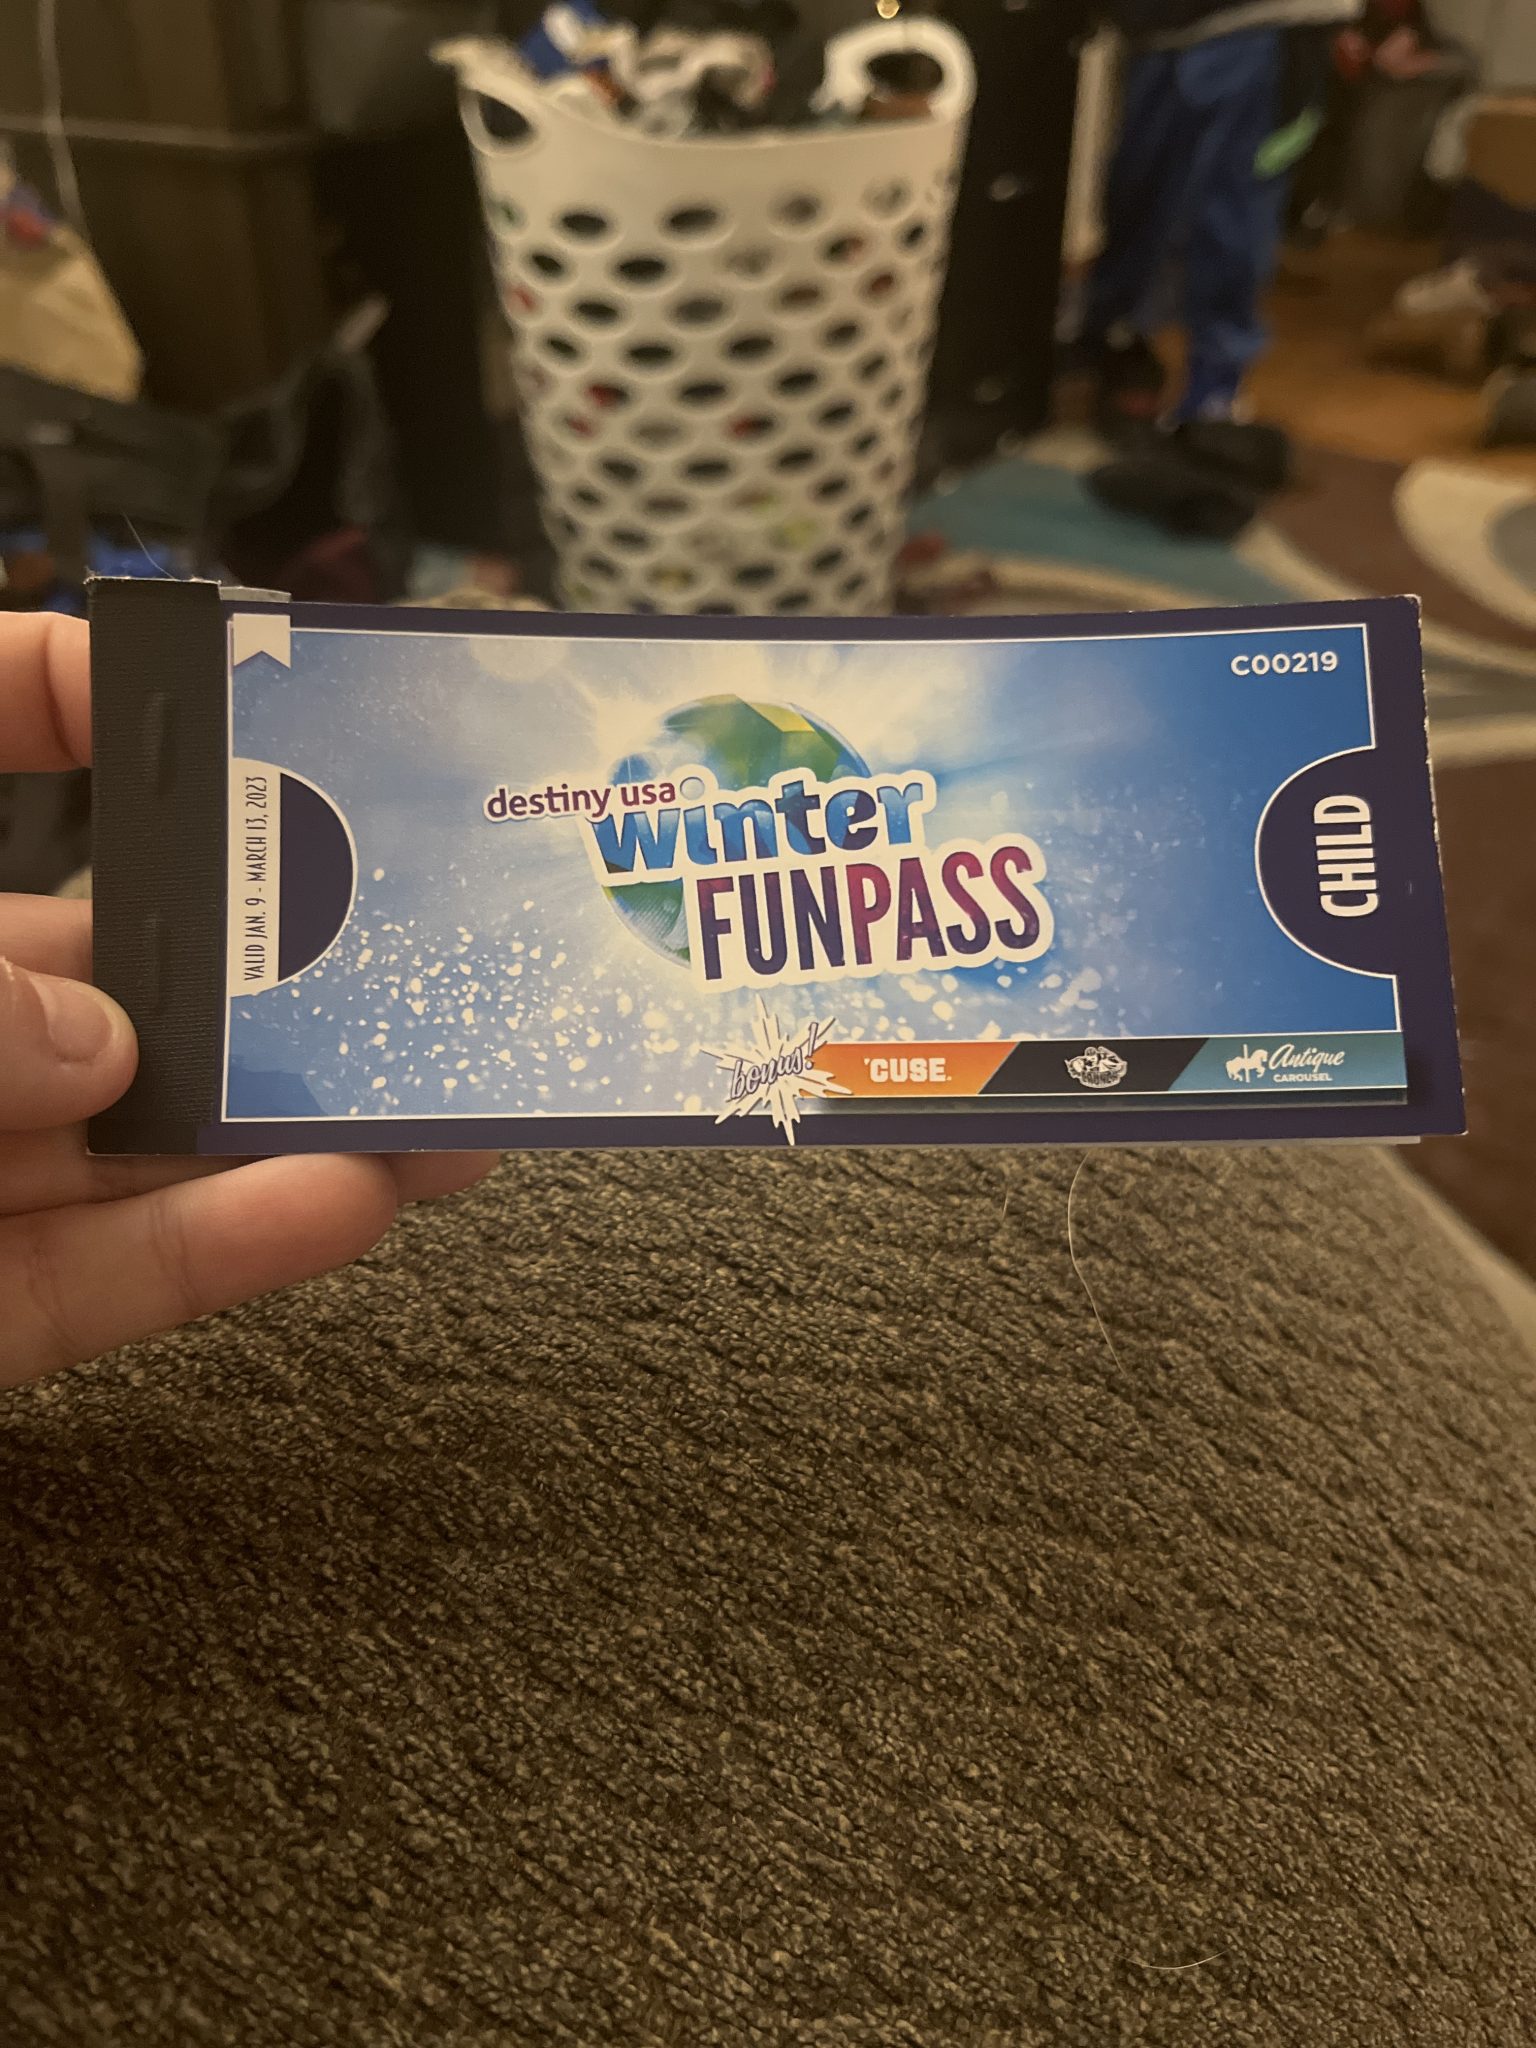 C00219
destiny usa
winter
FUNPASS
VALID JAN. 9 - MARCH 13, 2023
CHILD
bonus!
'CUSE.
Antique
CAROUSEL